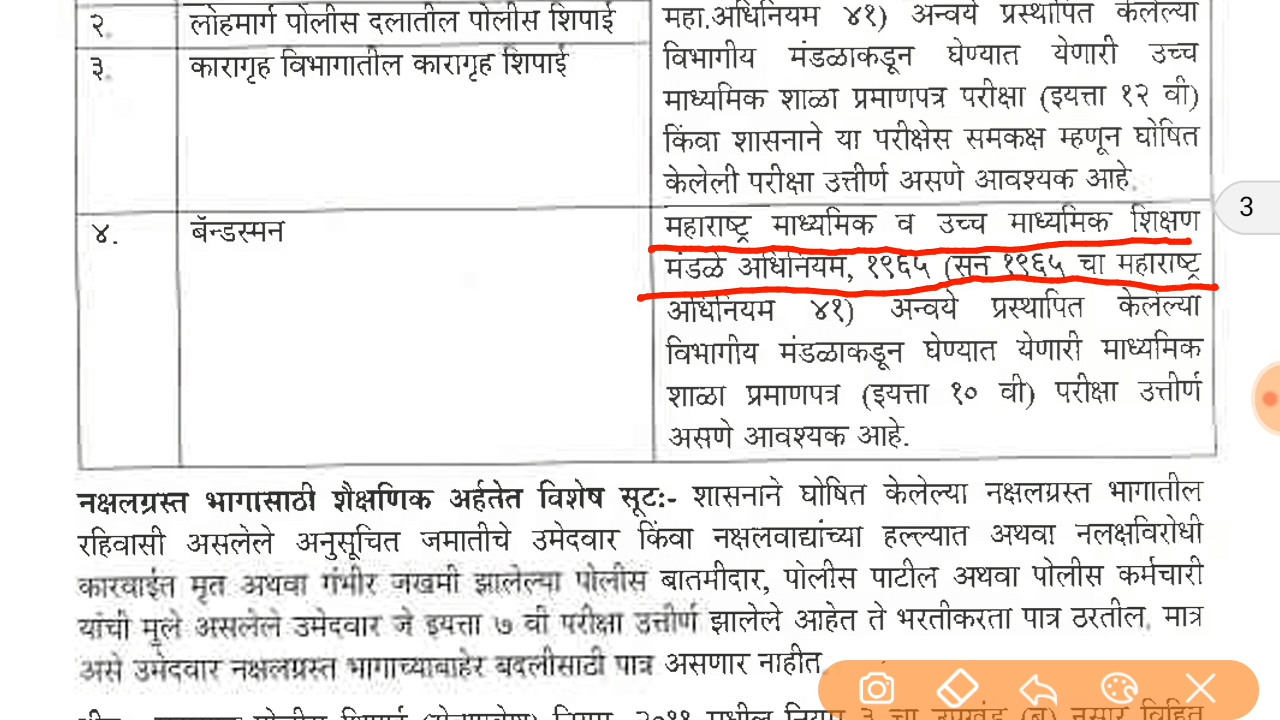 २. लोहमार्ग पोलीस दलातील पोलीस शिपाई
३. कारागृह विभागातील कारागृह शिपाई
महा.अधिनियम ४१) अन्वये प्रस्थापित केलेल्या
विभागीय मंडळाकडून घेण्यात येणारी उच्च
माध्यमिक शाळा प्रमाणपत्र परीक्षा (इयत्ता १२ वी)
किंवा शासनाने या परीक्षेस समकक्ष म्हणून घोषित
केलेली परीक्षा उत्तीर्ण असणे आवश्यक आहे.
४. बॅन्डस्मन
महाराष्ट्र माध्यमिक व उच्च माध्यमिक शिक्षण
मंडळे अधिनियम, १९६५ (सन १९६५ चा महाराष्ट्र
अधिनियम ४१) अन्वये प्रस्थापित केलेल्या
विभागीय मंडळाकडून घेण्यात येणारी माध्यमिक
शाळा प्रमाणपत्र (इयत्ता १० वी) परीक्षा उत्तीर्ण
असणे आवश्यक आहे.
3
नक्षलग्रस्त भागासाठी शैक्षणिक अर्हतेत विशेष सूट:- शासनाने घोषित केलेल्या नक्षलग्रस्त भागातील
रहिवासी असलेले अनुसूचित जमातीचे उमेदवार किंवा नक्षलवाद्यांच्या हल्ल्यात अथवा नलक्षविरोधी
कारवाईत मृत अथवा गंभीर जखमी झालेल्या पोलीस बातमीदार, पोलीस पाटील अथवा पोलीस कर्मचारी
यांची मुले असलेले उमेदवार जे इयत्ता ७ वी परीक्षा उत्तीर्ण झालेले आहेत ते भरतीकरता पात्र ठरतील. मात्र
असे उमेदवार नक्षलग्रस्त भागाच्याबाहेर बदलीसाठी पात्र असणार नाहीत.